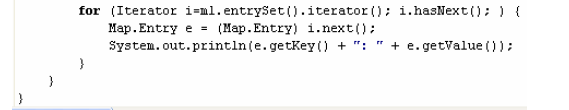 for (Iterator i=ml.entrySet().iterator(); i.hasNext(); ) {
Map.Entry e = (Map.Entry) i.next();
System.out.println(e.getKey() + ": " + e.getValue());
}
}
}